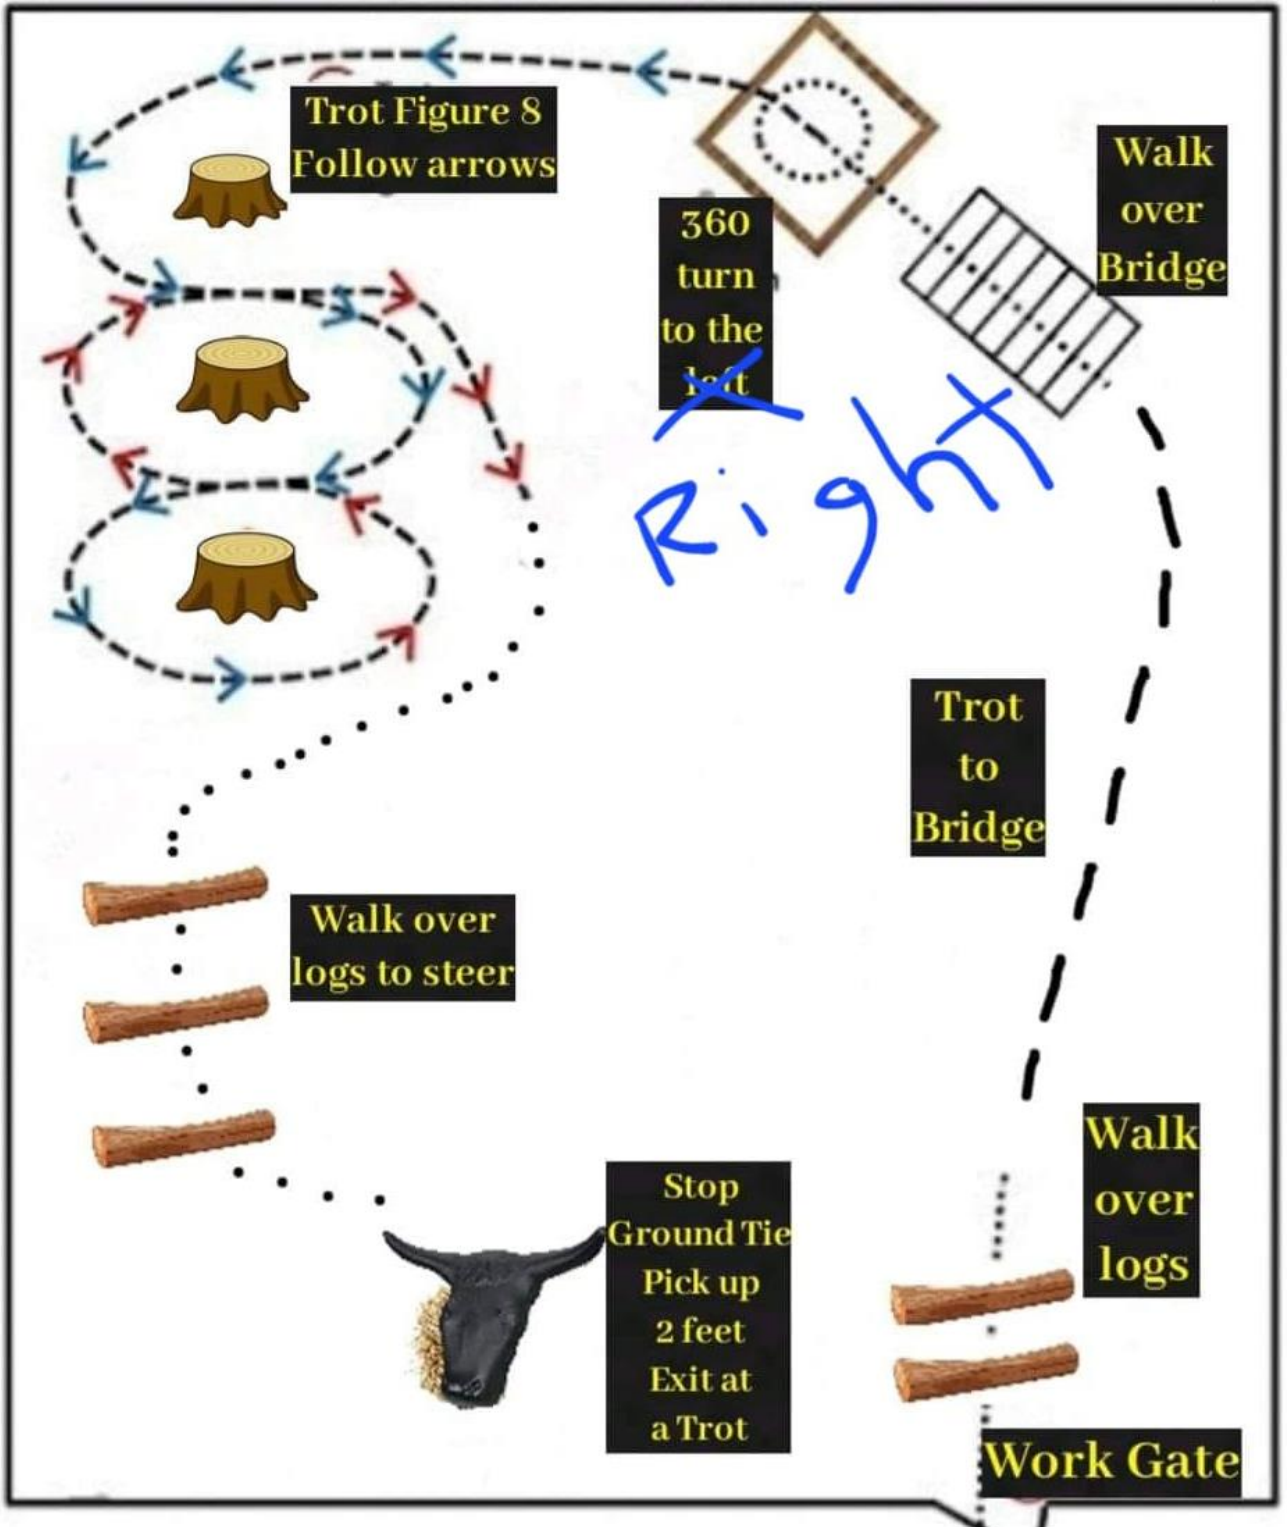 Trot Figure 8
Follow arrows
Walk
over
Bridge
360
turn
to the
left
Right
Trot
to
Bridge
Walk over
logs to steer
Walk
over
logs
Stop
Ground Tie
Pick up
2 feet
Exit at
a Trot
Work Gate